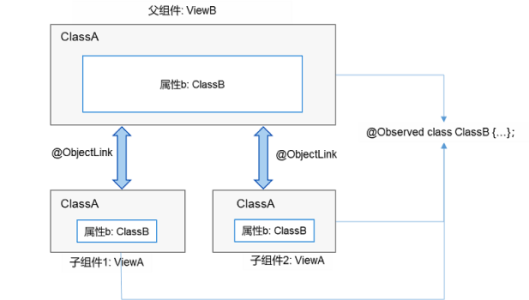 父组件: ViewB
ClassA
属性b: ClassB
@ObjectLink
@ObjectLink
@Observed class ClassB {...};
ClassA
ClassA
属性b: ClassB
属性b: ClassB
子组件1: ViewA
子组件2: ViewA